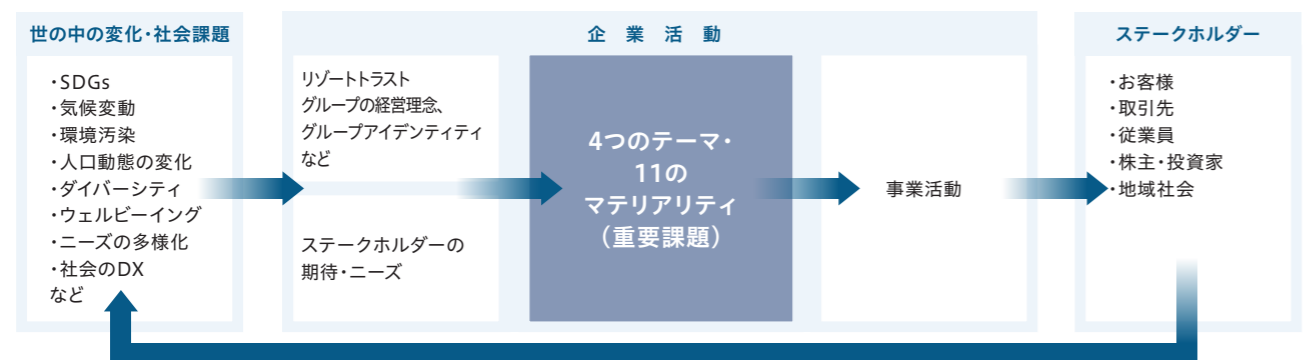 世の中の変化・社会課題
・SDGs
・気候変動
・環境汚染
・人口動態の変化
・ダイバーシティ
・ウェルビーイング
・ニーズの多様化
・社会のDX
など
企業活動
リゾートトラスト
グループの経営理念、
グループアイデンティティ
など
ステークホルダーの
期待・ニーズ
4つのテーマ・
11の
マテリアリティ
（重要課題）
事業活動
ステークホルダー
・お客様
・取引先
・従業員
・株主・投資家
・地域社会